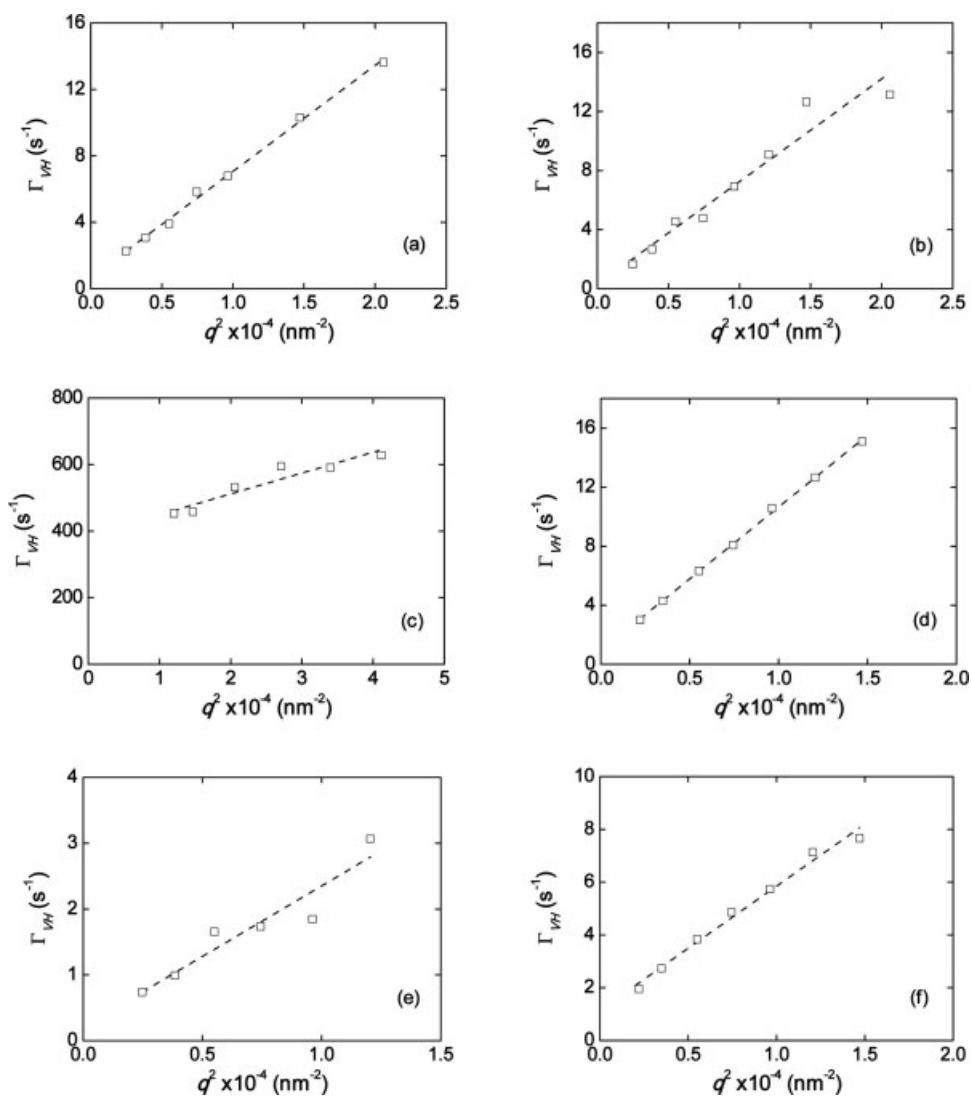 16
12
8
4
0
Γ_VH (s⁻¹)
(a)
0.0 0.5 1.0 1.5 2.0 2.5
q² x10⁻⁴ (nm⁻²)
16
12
8
4
0
Γ_VH (s⁻¹)
(b)
0.0 0.5 1.0 1.5 2.0 2.5
q² x10⁻⁴ (nm⁻²)
800
600
400
200
0
Γ_VH (s⁻¹)
(c)
0 1 2 3 4 5
q² x10⁻⁴ (nm⁻²)
16
12
8
4
0
Γ_VH (s⁻¹)
(d)
0.0 0.5 1.0 1.5 2.0
q² x10⁻⁴ (nm⁻²)
4
3
2
1
0
Γ_VH (s⁻¹)
(e)
0.0 0.5 1.0 1.5
q² x10⁻⁴ (nm⁻²)
10
8
6
4
2
0
Γ_VH (s⁻¹)
(f)
0.0 0.5 1.0 1.5 2.0
q² x10⁻⁴ (nm⁻²)